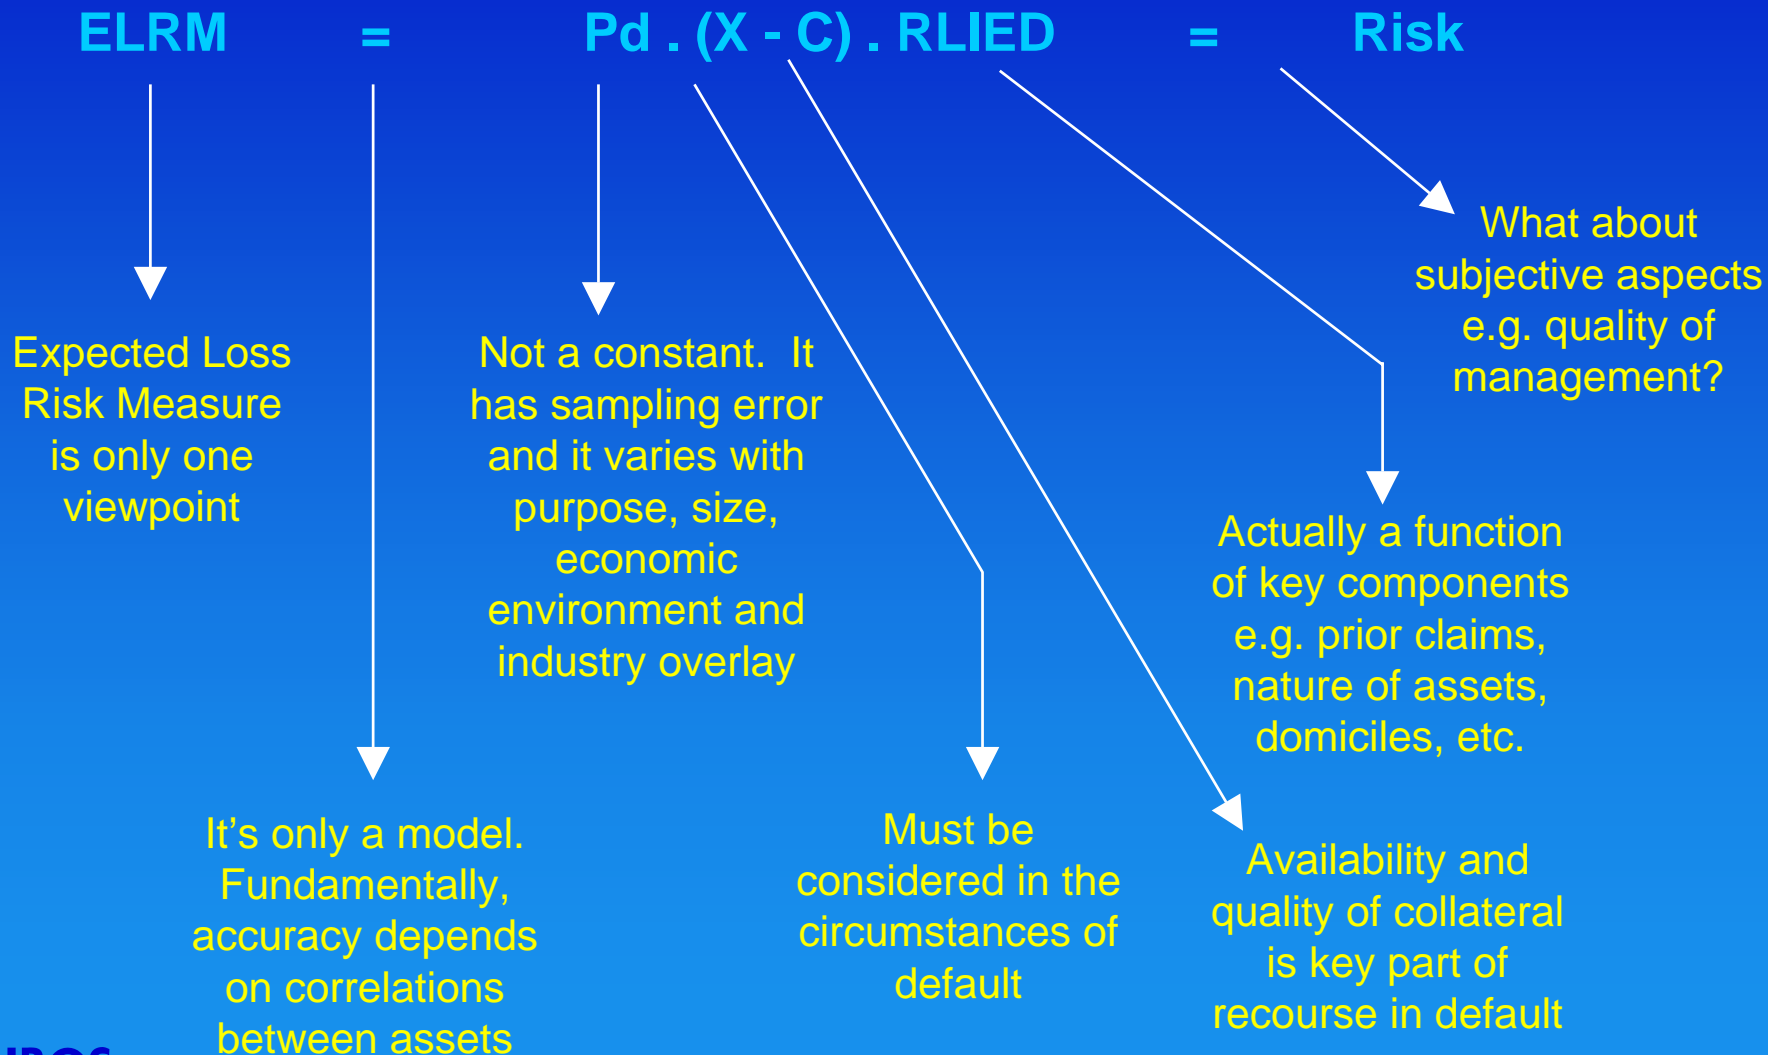 ELRM = Pd . (X - C) . RLIED = Risk
What about
subjective aspects
e.g. quality of
management?
Expected Loss
Risk Measure
is only one
viewpoint
Not a constant. It
has sampling error
and it varies with
purpose, size,
economic
environment and
industry overlay
Actually a function
of key components
e.g. prior claims,
nature of assets,
domiciles, etc.
It's only a model.
Fundamentally,
accuracy depends
on correlations
between assets
Must be
considered in the
circumstances of
default
Availability and
quality of collateral
is key part of
recourse in default